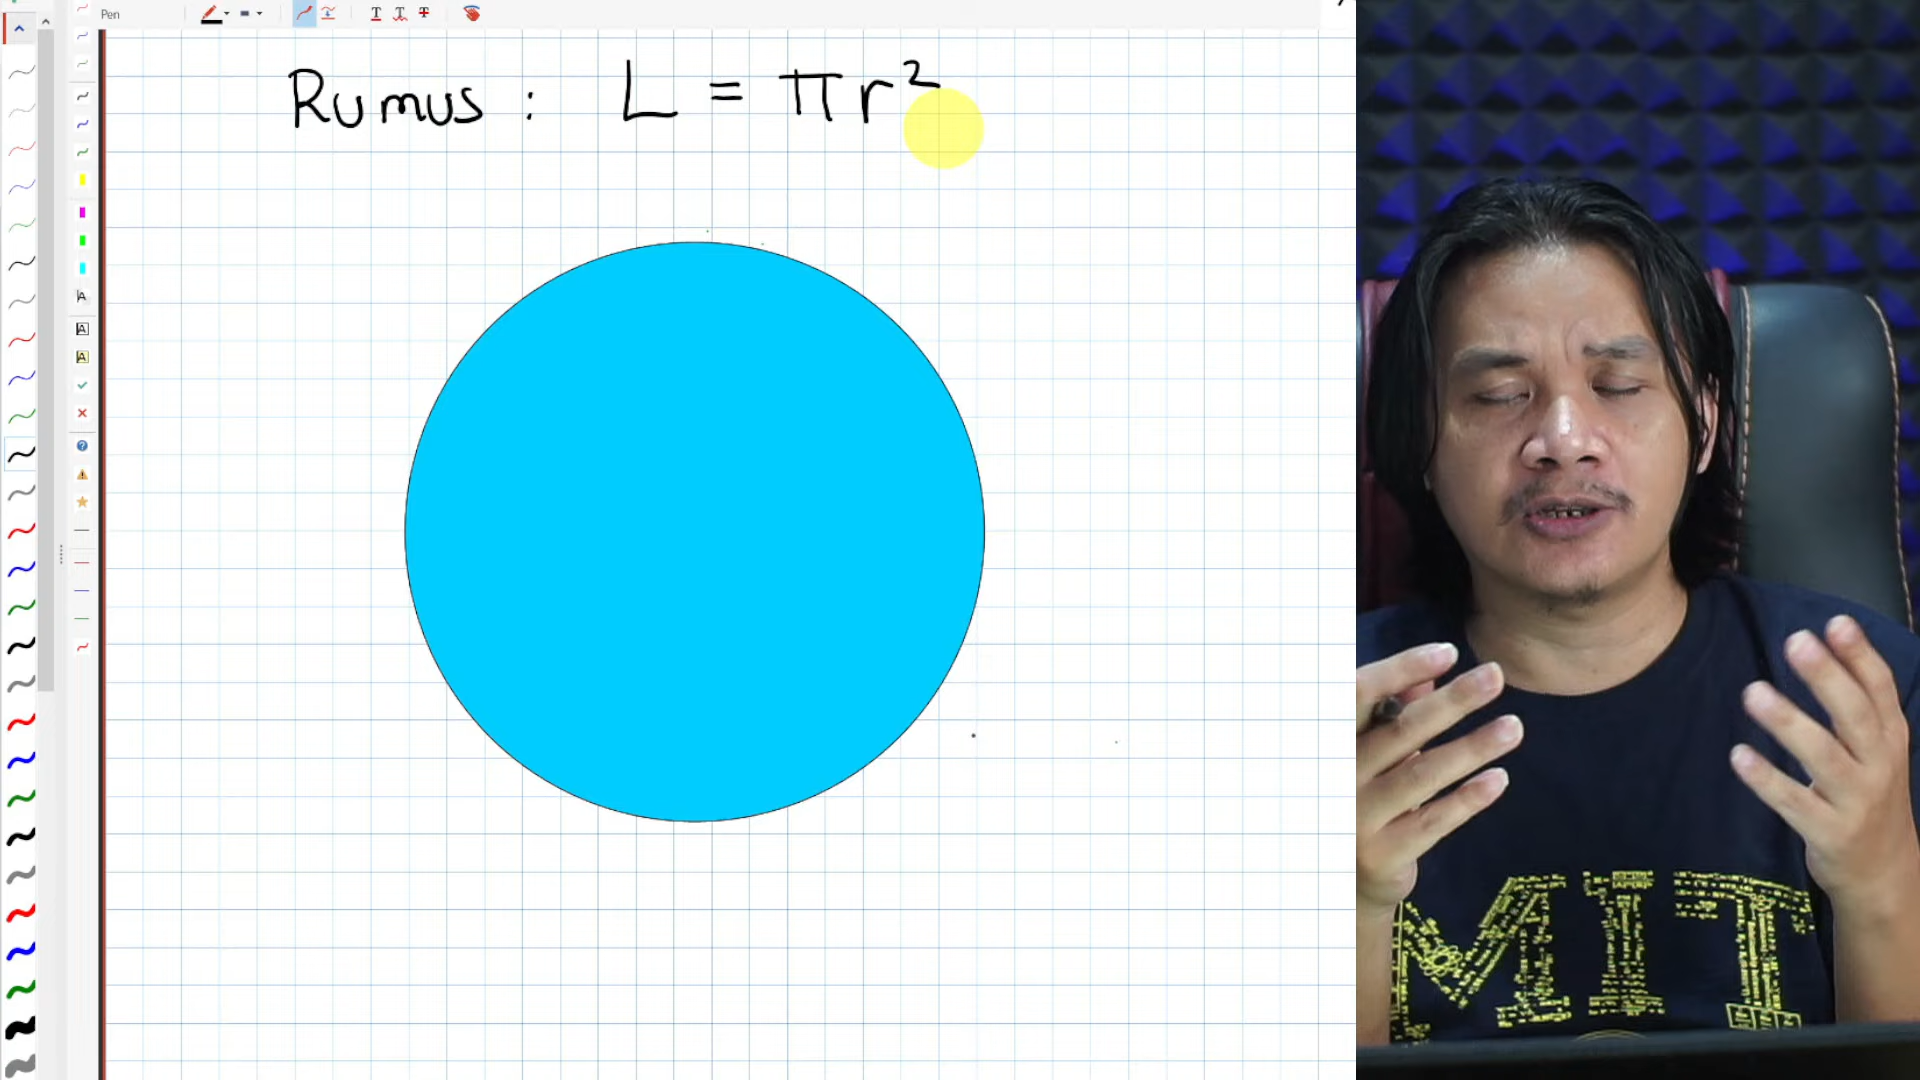 Pen
Rumus : L = πr²
MIT